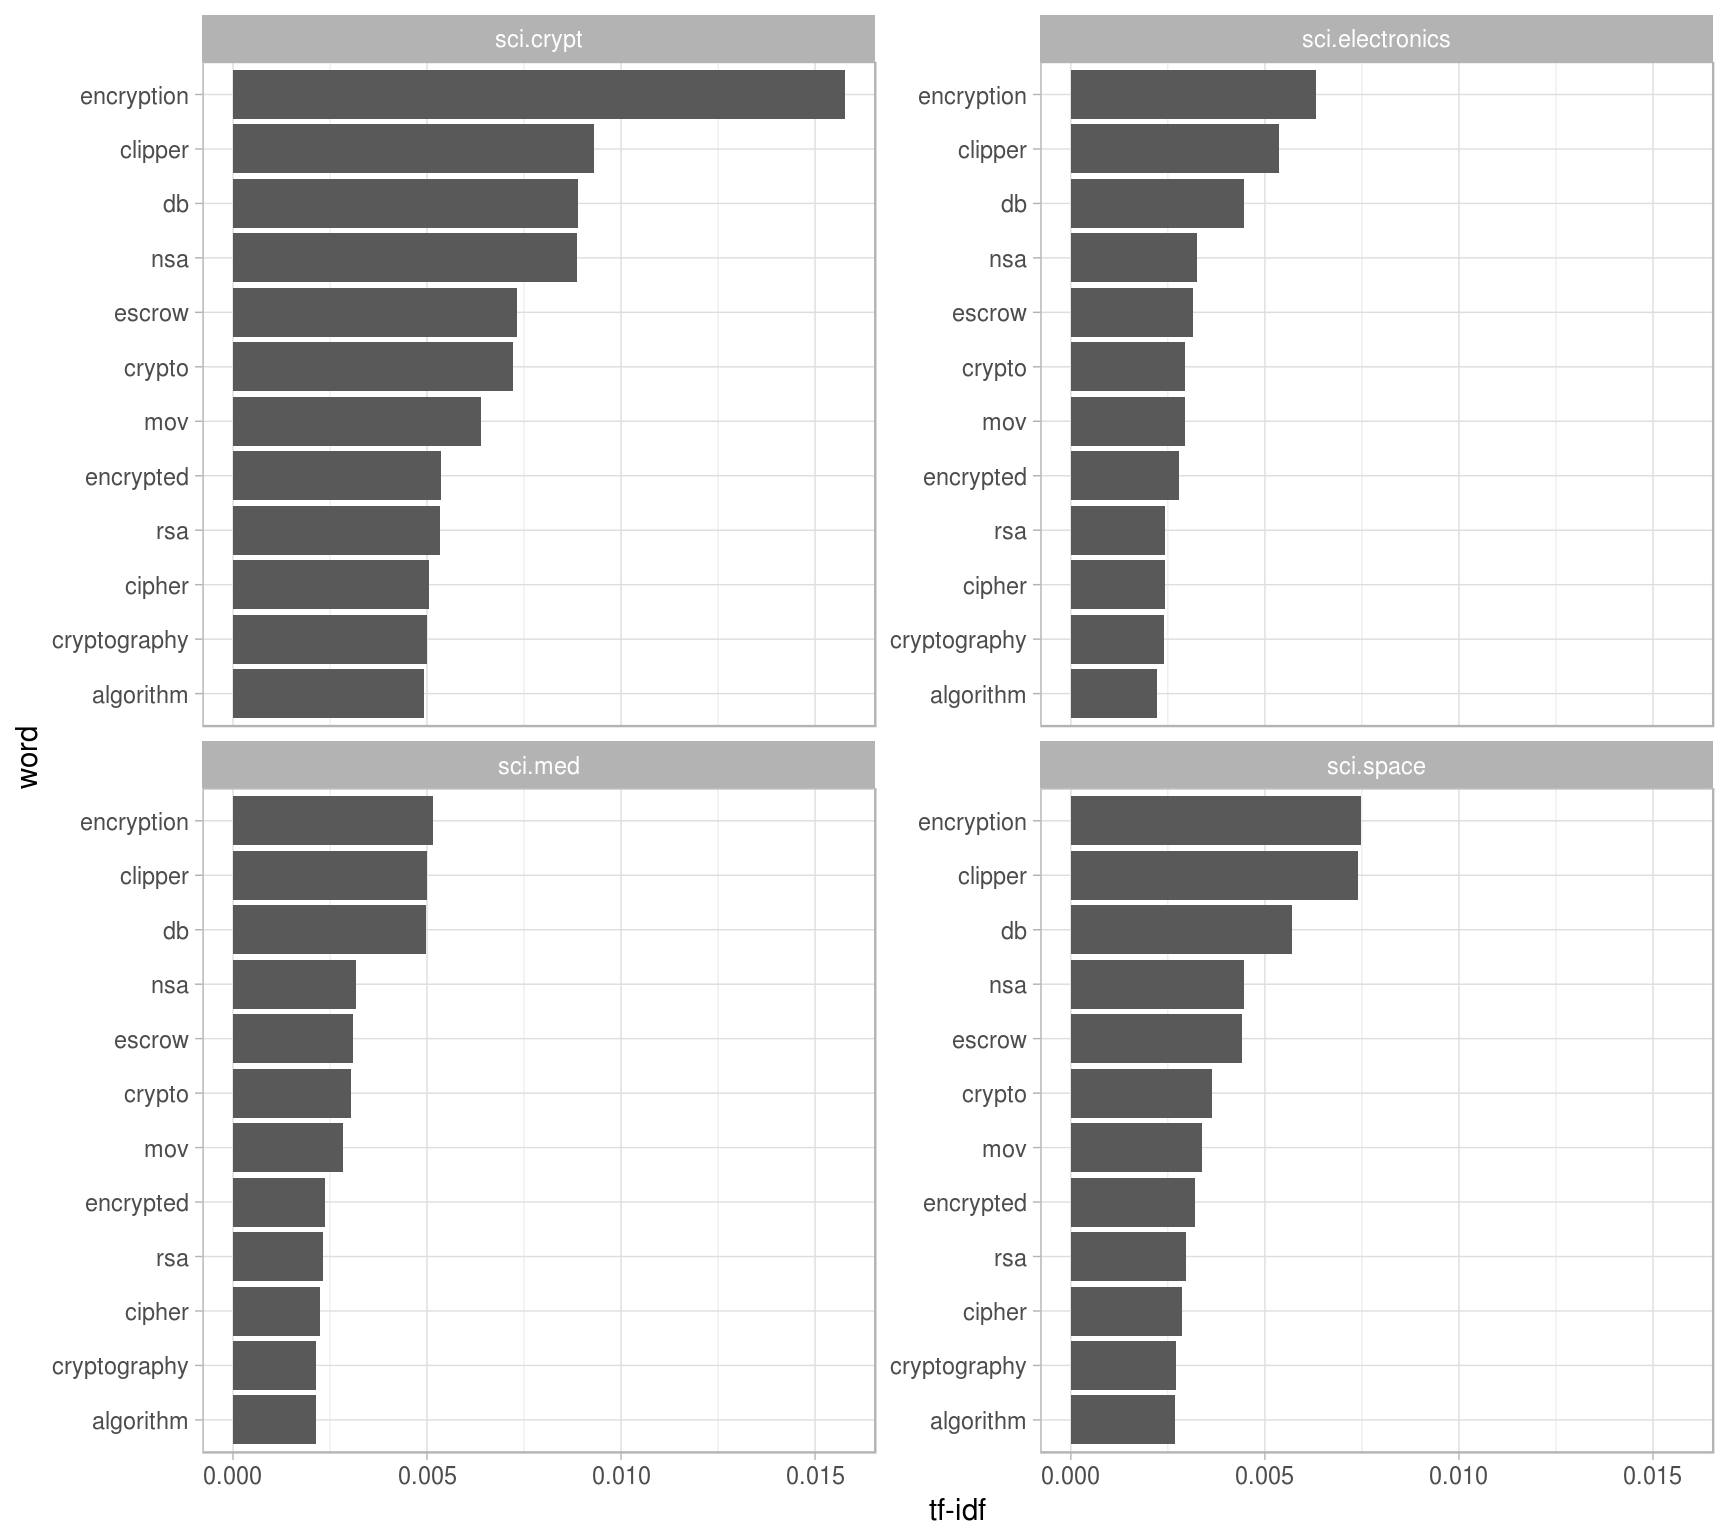 sci.crypt
encryption
clipper
db
nsa
escrow
crypto
mov
encrypted
rsa
cipher
cryptography
algorithm
sci.electronics
encryption
clipper
db
nsa
escrow
crypto
mov
encrypted
rsa
cipher
cryptography
algorithm
word
sci.med
encryption
clipper
db
nsa
escrow
crypto
mov
encrypted
rsa
cipher
cryptography
algorithm
0.000 0.005 0.010 0.015
sci.space
encryption
clipper
db
nsa
escrow
crypto
mov
encrypted
rsa
cipher
cryptography
algorithm
0.000 0.005 0.010 0.015
tf-idf